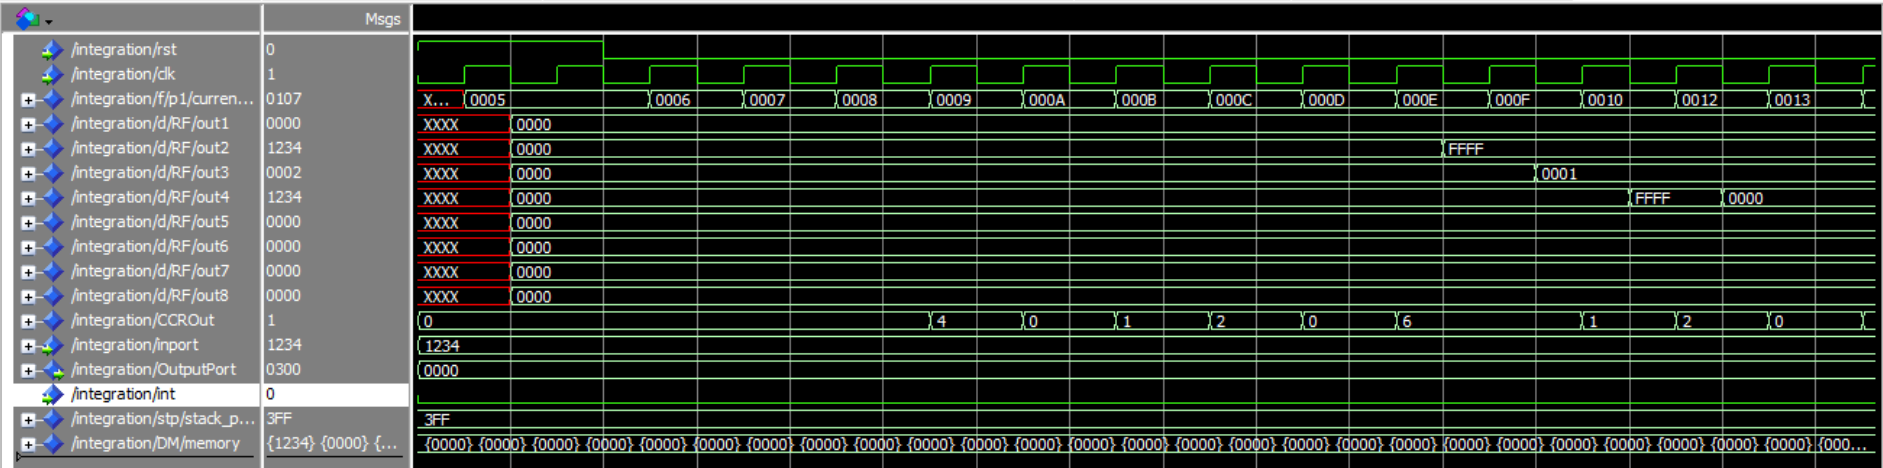 Msgs
/integration/rst 0
/integration/clk 1
/integration/f/p1/curren... 0107 X... 0005 0006 0007 0008 0009 000A 000B 000C 000D 000E 000F 0010 0012 0013
/integration/d/RF/out1 0000 XXXX 0000
/integration/d/RF/out2 1234 XXXX 0000 FFFF
/integration/d/RF/out3 0002 XXXX 0000 0001
/integration/d/RF/out4 1234 XXXX 0000 FFFF 0000
/integration/d/RF/out5 0000 XXXX 0000
/integration/d/RF/out6 0000 XXXX 0000
/integration/d/RF/out7 0000 XXXX 0000
/integration/d/RF/out8 0000 XXXX 0000
/integration/CCROut 1 0 4 0 1 2 0 6 1 2 0
/integration/inport 1234 1234
/integration/OutputPort 0300 0000
/integration/int 0
/integration/stp/stack_p... 3FF 3FF
/integration/DM/memory {1234} {0000} {... {0000} {0000} {0000} {0000} {0000} {0000} {0000} {0000} {0000} {0000} {0000} {0000} {0000} {0000} {0000} {0000} {0000} {0000} {0000} {0000} {0000} {0000} {0000} {0000} {0000} {0000} {000...